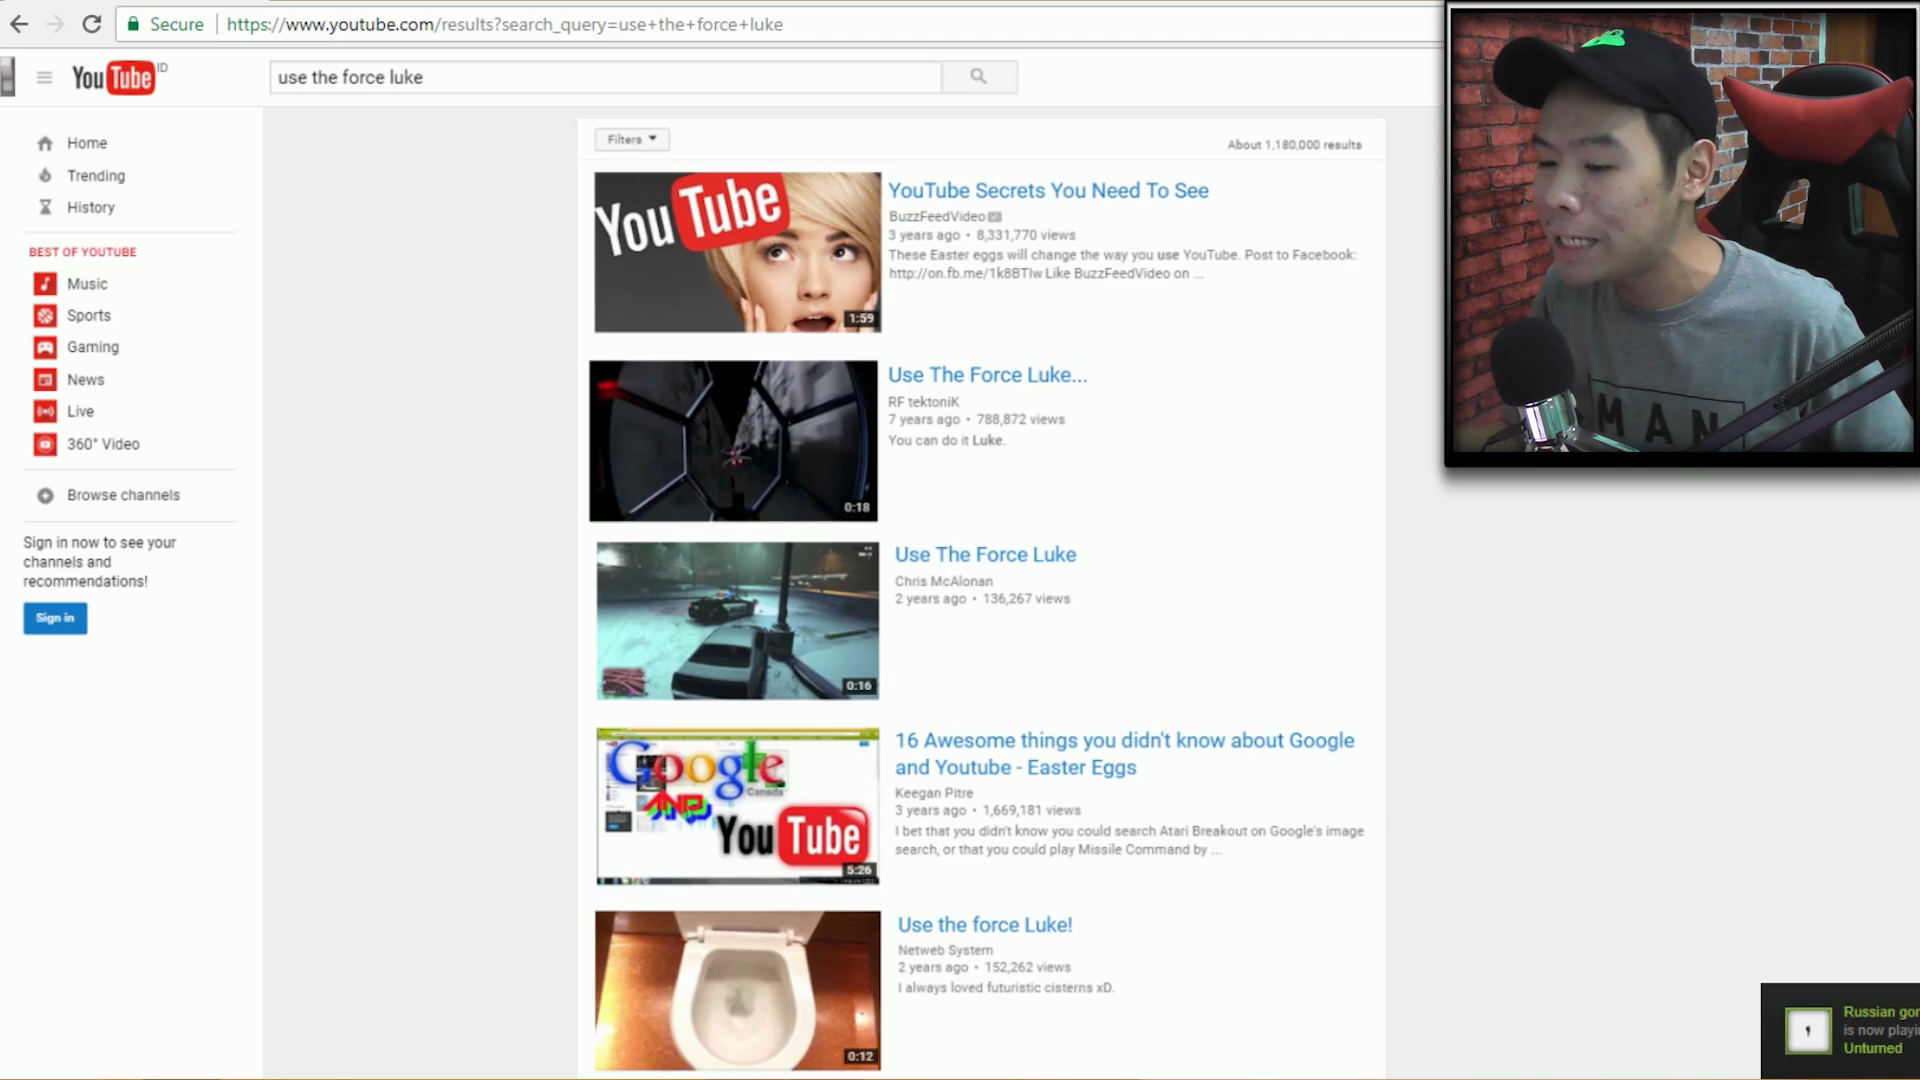 Secure https://www.youtube.com/results?search_query=use+the+force+luke
YouTube ID
use the force luke
Home
Trending
History
BEST OF YOUTUBE
Music
Sports
Gaming
News
Live
360° Video
Browse channels
Sign in now to see your
channels and
recommendations!
Sign in
Filters
About 1,180,000 results
YouTube
1:59
YouTube Secrets You Need To See
BuzzFeedVideo
3 years ago • 8,331,770 views
These Easter eggs will change the way you use YouTube. Post to Facebook:
http://on.fb.me/1k8BTIw Like BuzzFeedVideo on ...
0:18
Use The Force Luke...
RF tektoniK
7 years ago • 788,872 views
You can do it Luke.
0:16
Use The Force Luke
Chris McAlonan
2 years ago • 136,267 views
Google
Canada
AND
YouTube
5:26
16 Awesome things you didn't know about Google
and Youtube - Easter Eggs
Keegan Pitre
3 years ago • 1,669,181 views
I bet that you didn't know you could search Atari Breakout on Google's image
search, or that you could play Missile Command by ...
0:12
Use the force Luke!
Netweb System
2 years ago • 152,262 views
I always loved futuristic cisterns xD.
MAN
Russian
is now
Unturned